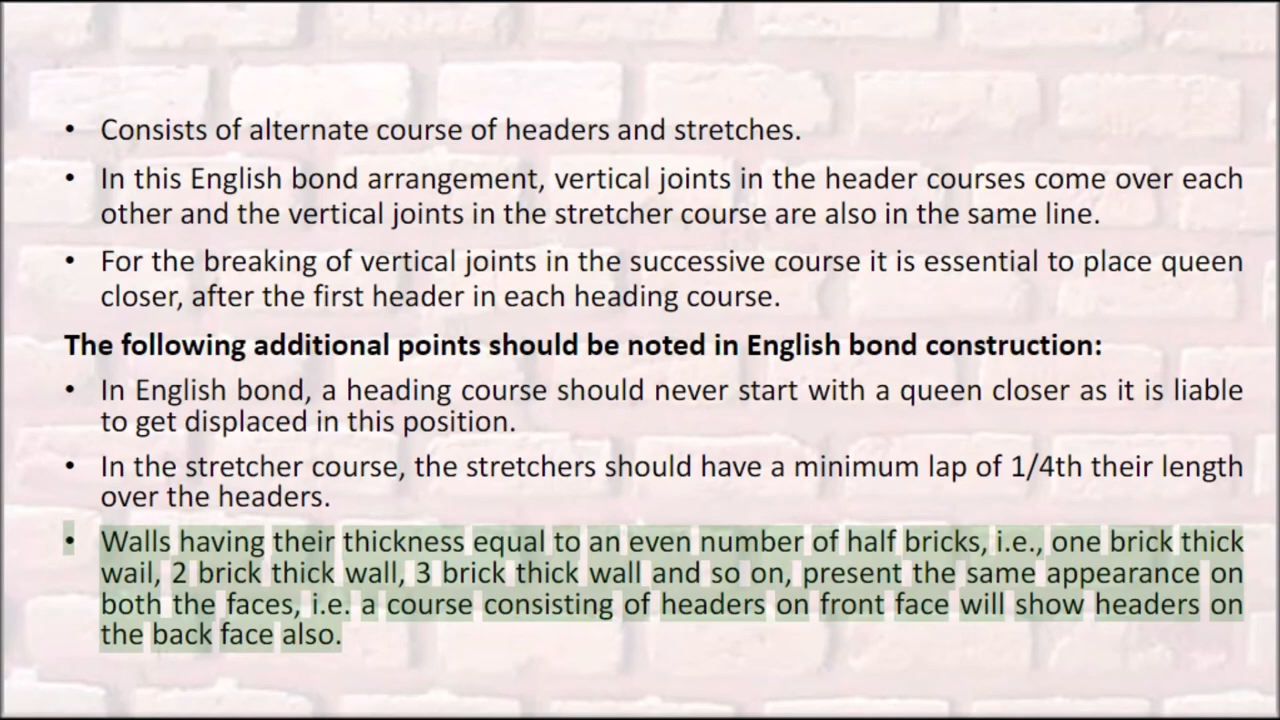 • Consists of alternate course of headers and stretches.
• In this English bond arrangement, vertical joints in the header courses come over each
other and the vertical joints in the stretcher course are also in the same line.
• For the breaking of vertical joints in the successive course it is essential to place queen
closer, after the first header in each heading course.
The following additional points should be noted in English bond construction:
• In English bond, a heading course should never start with a queen closer as it is liable
to get displaced in this position.
• In the stretcher course, the stretchers should have a minimum lap of 1/4th their length
over the headers.
• Walls having their thickness equal to an even number of half bricks, i.e., one brick thick
wail, 2 brick thick wall, 3 brick thick wall and so on, present the same appearance on
both the faces, i.e. a course consisting of headers on front face will show headers on
the back face also.